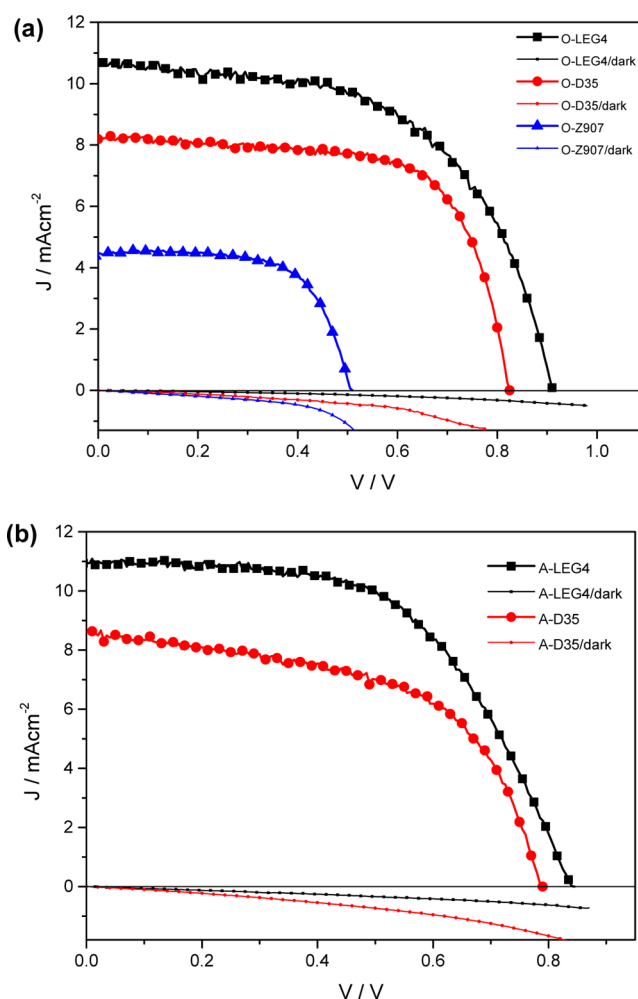 (a)
12
10
8
6
4
2
0
J / mAcm-2
0.0 0.2 0.4 0.6 0.8 1.0
V / V
O-LEG4
O-LEG4/dark
O-D35
O-D35/dark
O-Z907
O-Z907/dark
(b)
12
10
8
6
4
2
0
J / mAcm-2
0.0 0.2 0.4 0.6 0.8
V / V
A-LEG4
A-LEG4/dark
A-D35
A-D35/dark